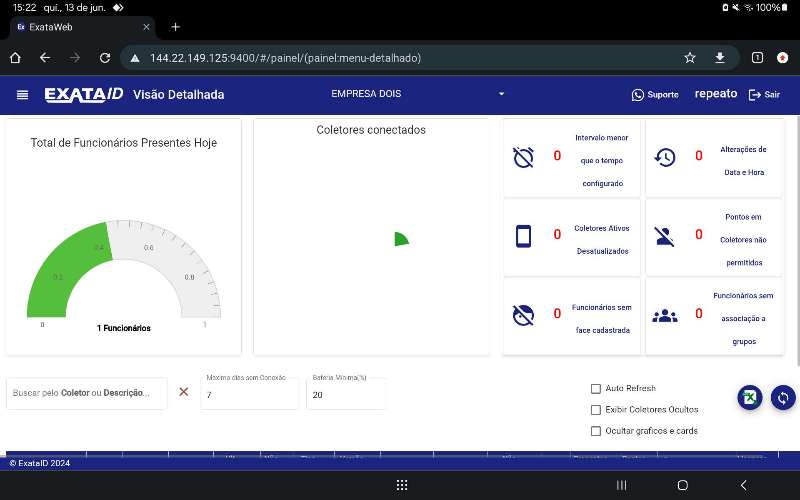 15:22 qui., 13 de jun.
100%
ExataWeb
144.22.149.125:9400/#/painel/(painel:menu-detalhado)
1
EXATAID Visão Detalhada
EMPRESA DOIS
Suporte
repeato
Sair
Total de Funcionários Presentes Hoje
0
0.2
0.4
0.6
0.8
1
1 Funcionários
Coletores conectados
0
Intervalo menor
que o tempo
configurado
0
Alterações de
Data e Hora
0
Coletores Ativos
Desatualizados
0
Pontos em
Coletores não
permitidos
0
Funcionários sem
face cadastrada
0
Funcionários sem
associação a
grupos
Buscar pelo Coletor ou Descrição...
Máximo dias sem Conexão
7
Bateria Mínima(%)
20
Auto Refresh
Exibir Coletores Ocultos
Ocultar graficos e cards
© ExataID 2024